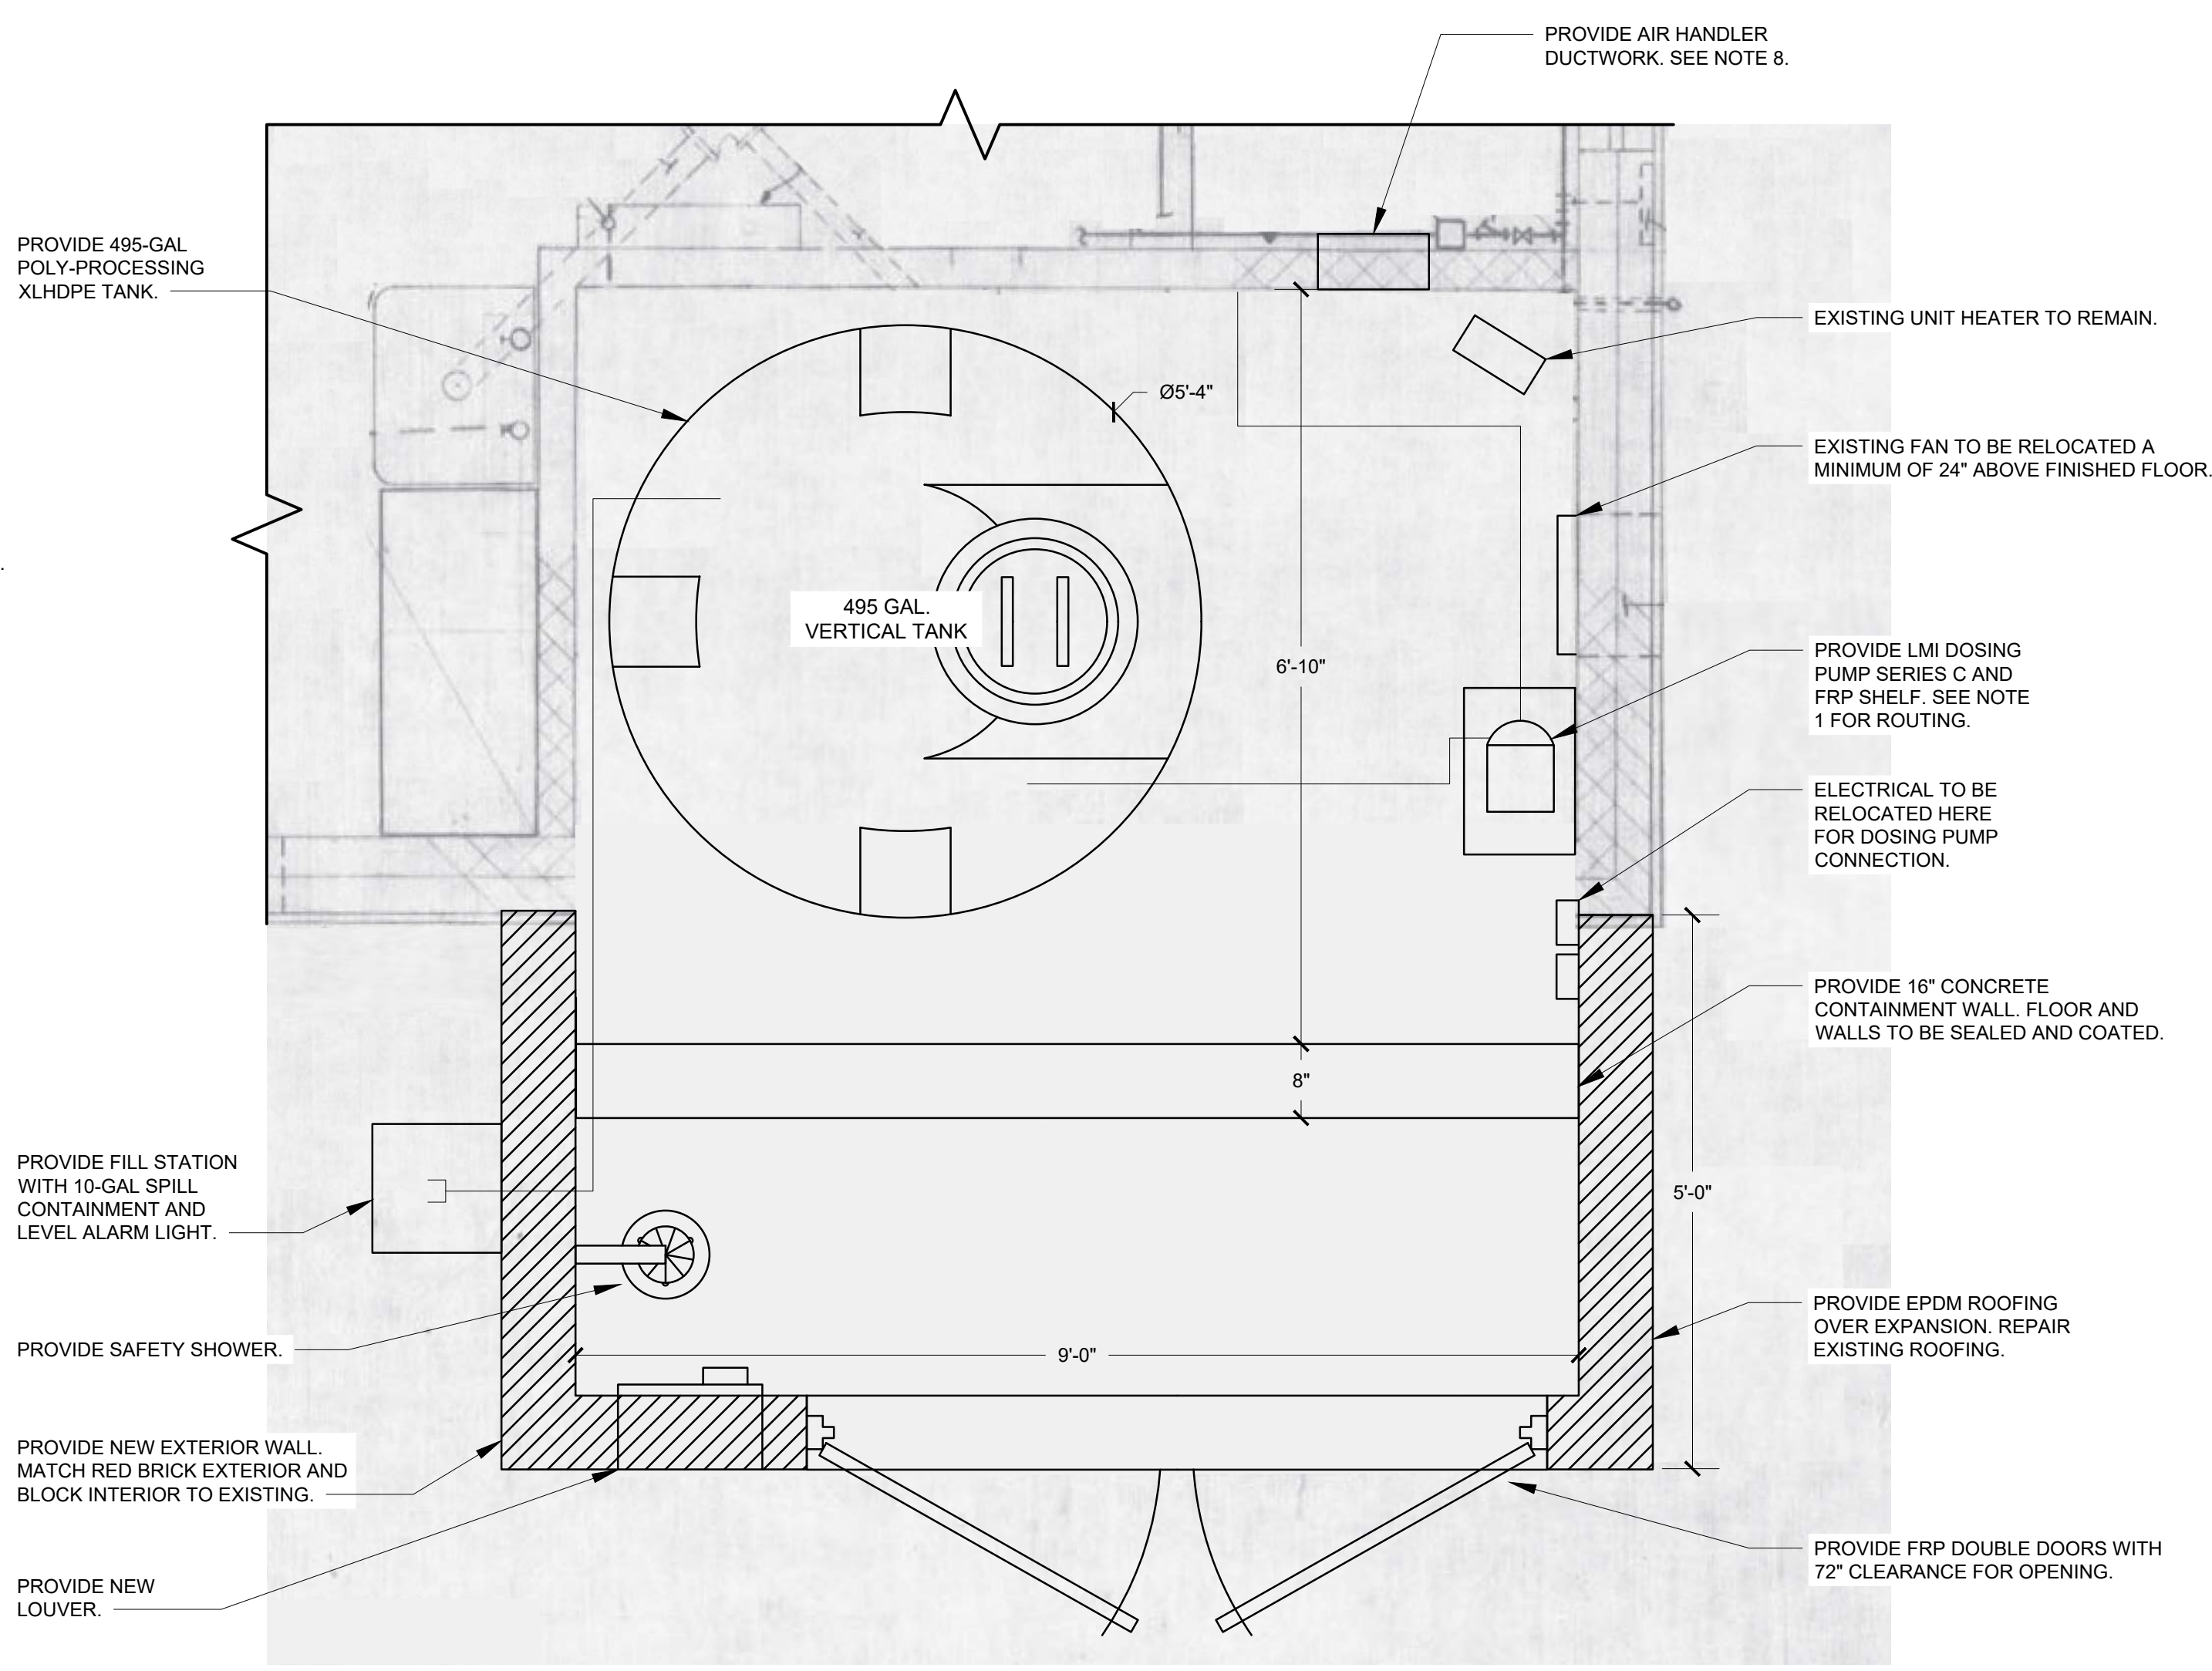 PROVIDE AIR HANDLER
DUCTWORK. SEE NOTE 8.
PROVIDE 495-GAL
POLY-PROCESSING
XLHDPE TANK.
EXISTING UNIT HEATER TO REMAIN.
Ø5'-4"
EXISTING FAN TO BE RELOCATED A
MINIMUM OF 24" ABOVE FINISHED FLOOR.
495 GAL.
VERTICAL TANK
6'-10"
PROVIDE LMI DOSING
PUMP SERIES C AND
FRP SHELF. SEE NOTE
1 FOR ROUTING.
ELECTRICAL TO BE
RELOCATED HERE
FOR DOSING PUMP
CONNECTION.
PROVIDE 16" CONCRETE
CONTAINMENT WALL. FLOOR AND
WALLS TO BE SEALED AND COATED.
8"
PROVIDE FILL STATION
WITH 10-GAL SPILL
CONTAINMENT AND
LEVEL ALARM LIGHT.
5'-0"
PROVIDE SAFETY SHOWER.
9'-0"
PROVIDE EPDM ROOFING
OVER EXPANSION. REPAIR
EXISTING ROOFING.
PROVIDE NEW EXTERIOR WALL.
MATCH RED BRICK EXTERIOR AND
BLOCK INTERIOR TO EXISTING.
PROVIDE FRP DOUBLE DOORS WITH
72" CLEARANCE FOR OPENING.
PROVIDE NEW
LOUVER.